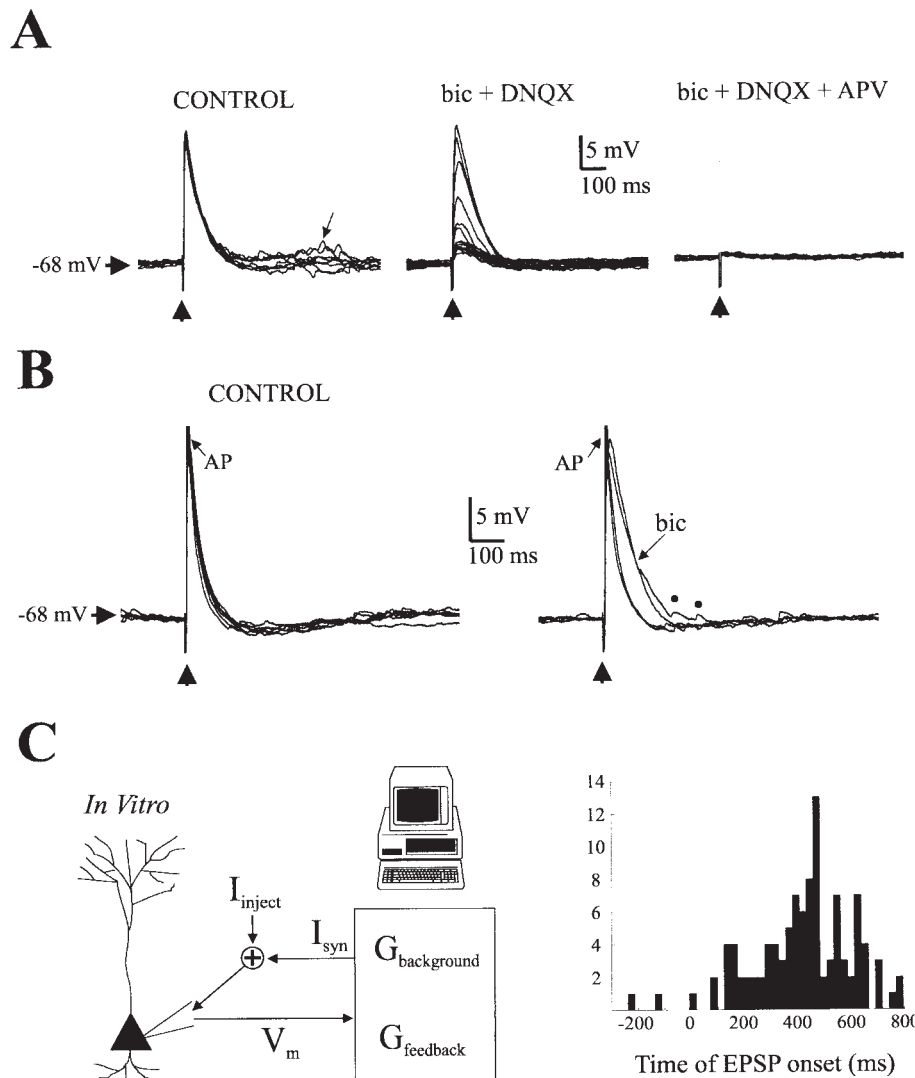 A
CONTROL
bic + DNQX
bic + DNQX + APV
5 mV
100 ms
-68 mV
B
CONTROL
AP
5 mV
100 ms
AP
bic
-68 mV
C
In Vitro
I inject
+
I syn
G background
V m
G feedback
14
12
10
8
6
4
2
-200 0 200 400 600 800
Time of EPSP onset (ms)